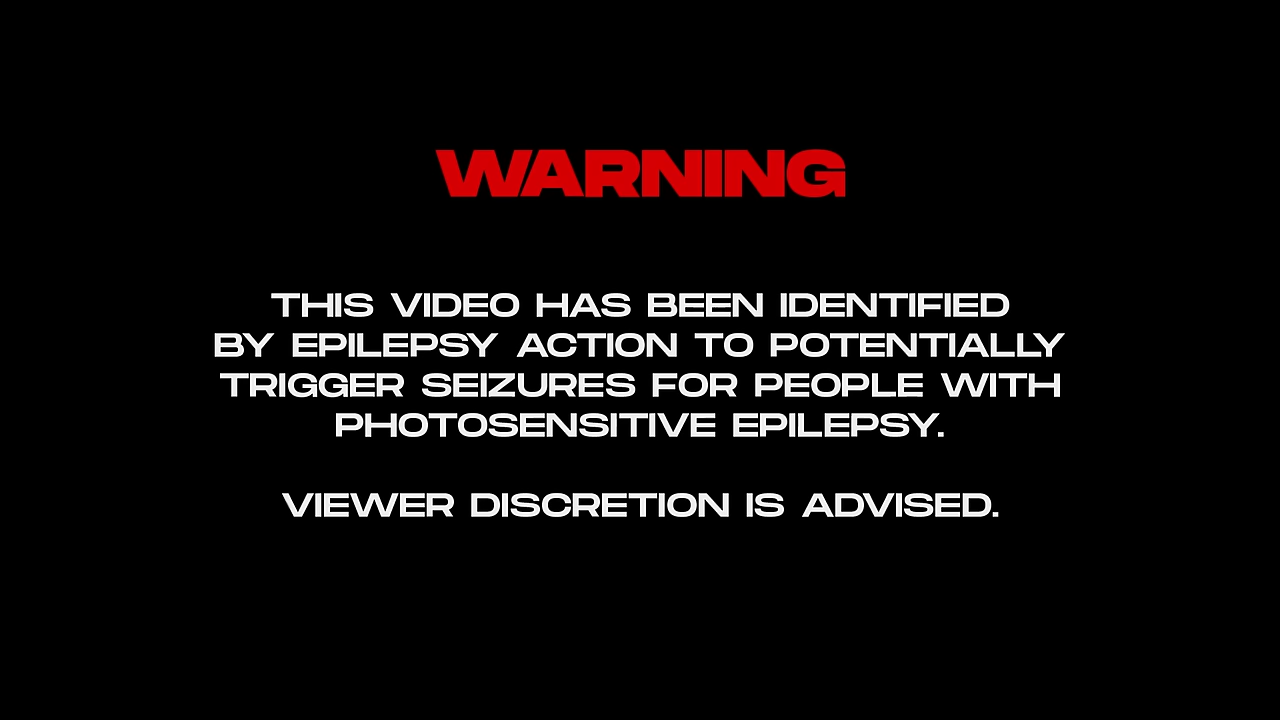 WARNING
THIS VIDEO HAS BEEN IDENTIFIED
BY EPILEPSY ACTION TO POTENTIALLY
TRIGGER SEIZURES FOR PEOPLE WITH
PHOTOSENSITIVE EPILEPSY.
VIEWER DISCRETION IS ADVISED.